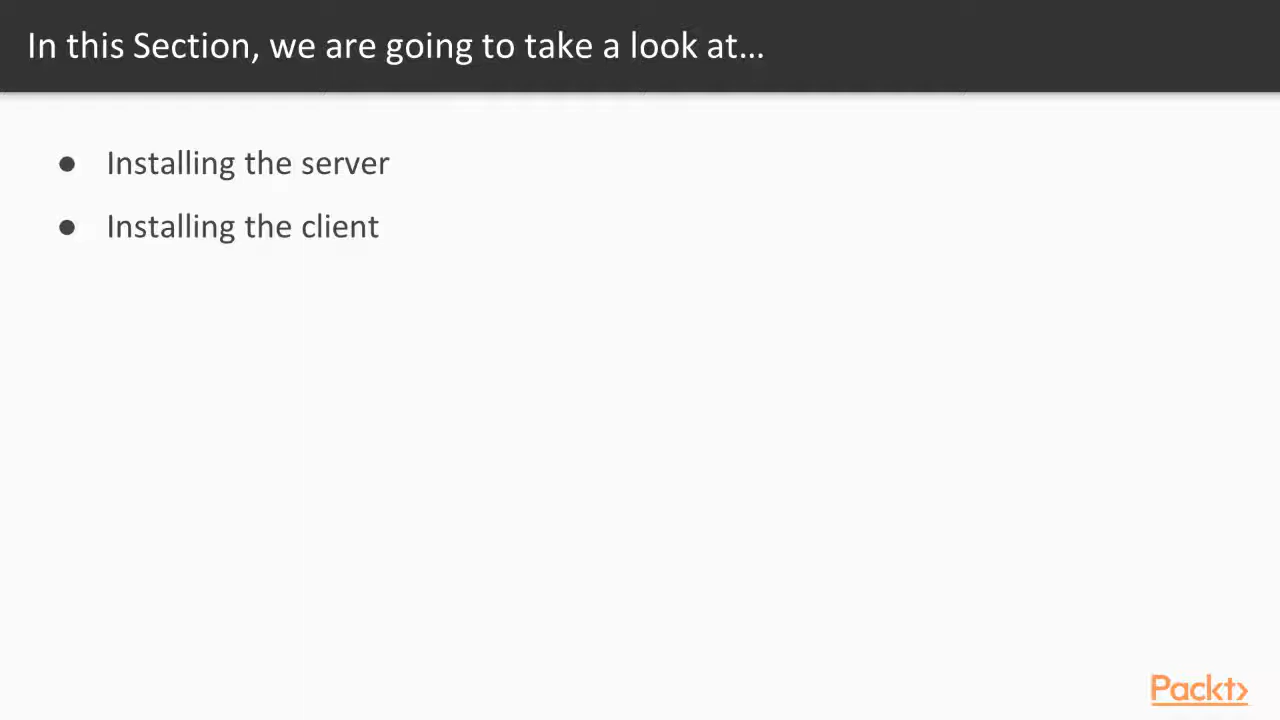 In this Section, we are going to take a look at...
● Installing the server
● Installing the client
Packt>